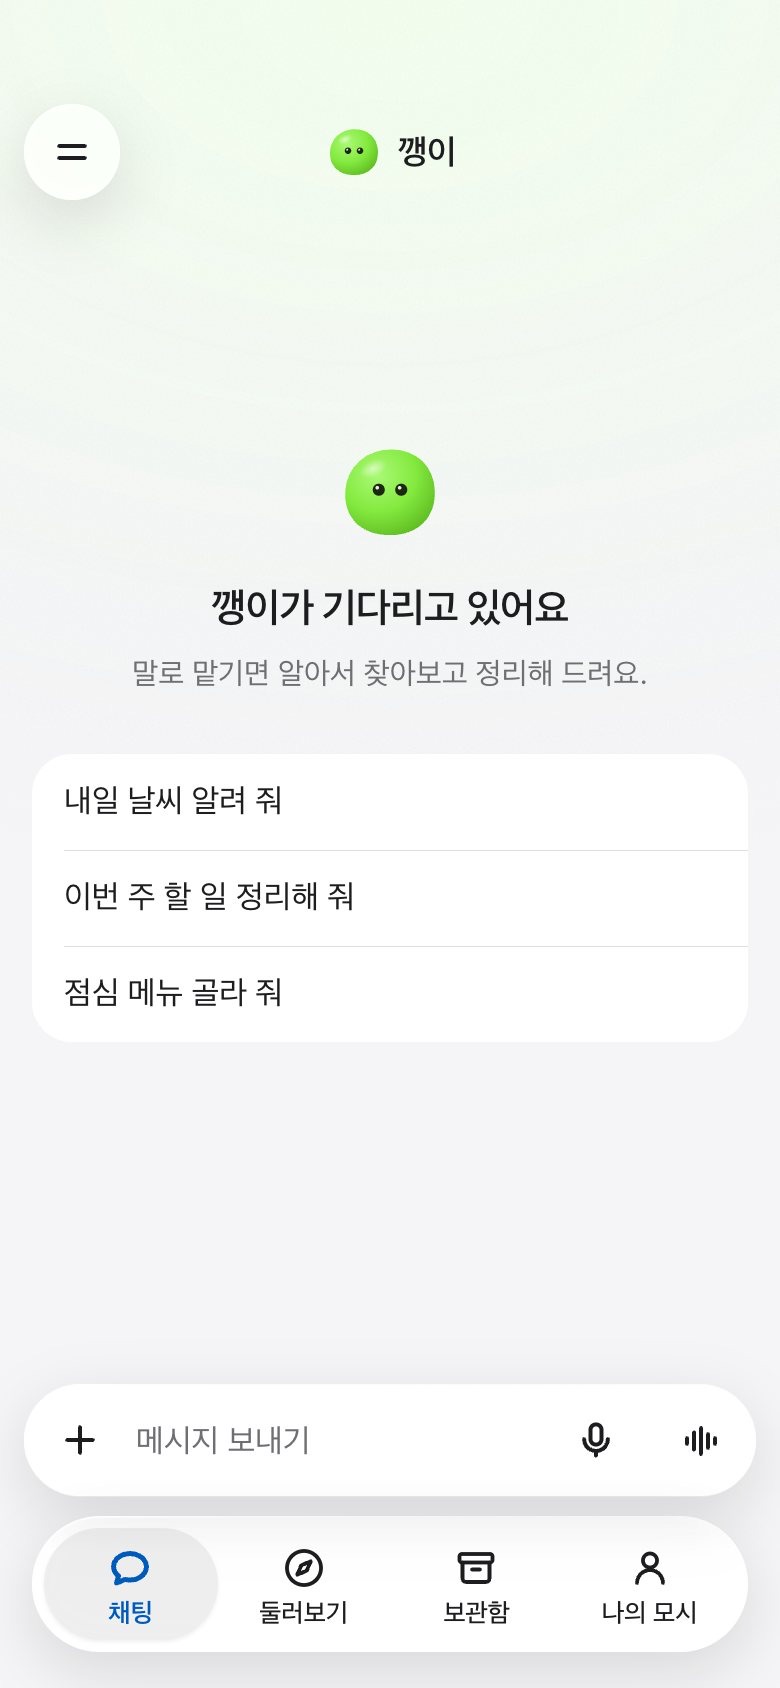 깽이
깽이가 기다리고 있어요
말로 맡기면 알아서 찾아보고 정리해 드려요.
내일 날씨 알려 줘
이번 주 할 일 정리해 줘
점심 메뉴 골라 줘
메시지 보내기
채팅
둘러보기
보관함
나의 모시